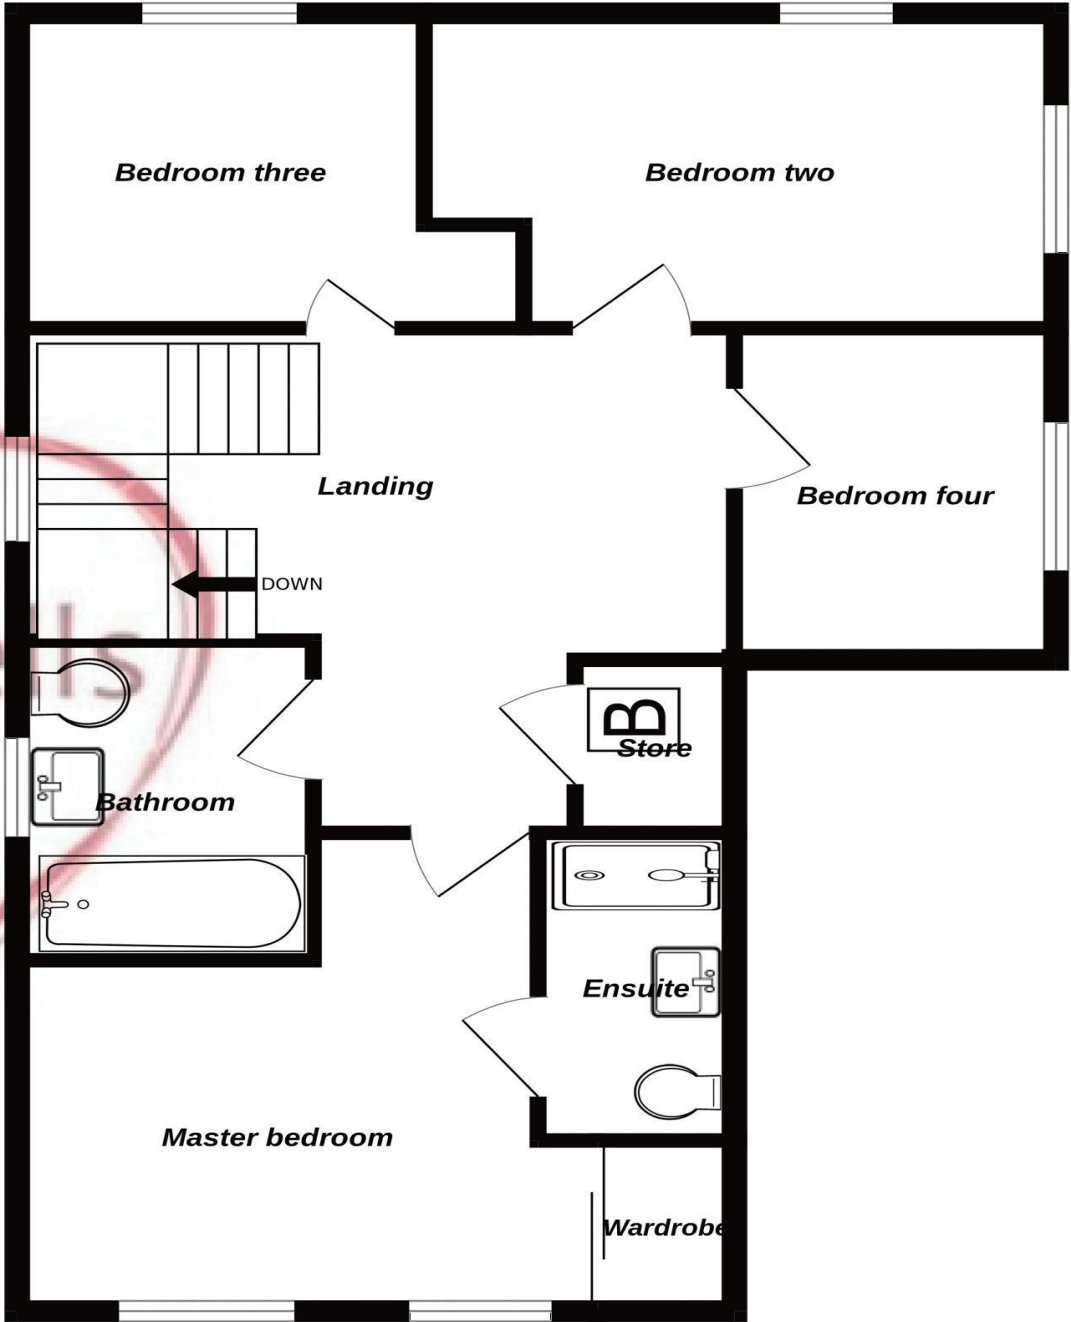 Bedroom three
Bedroom two
Landing
Bedroom four
DOWN
B
Store
Bathroom
Ensuite
Master bedroom
Wardrobe